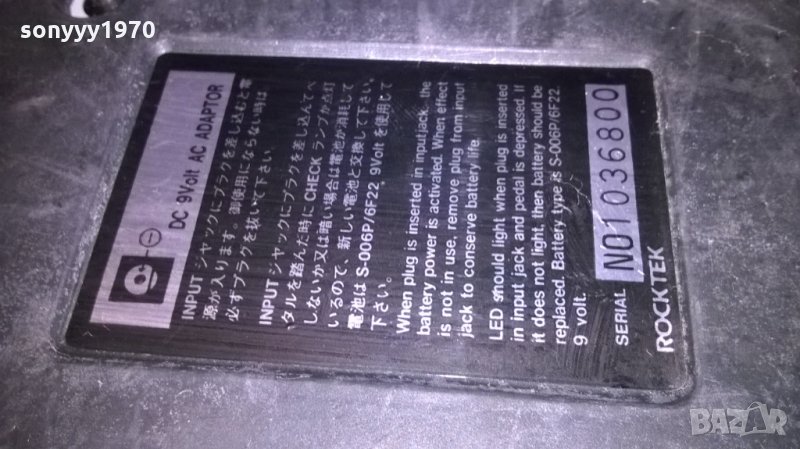 sonyyy1970
DC 9Volt AC ADAPTOR
INPUT ジャックにプラグを差し込むと電
源が入ります。御使用にならない時は
必ずプラグを抜いて下さい
INPUT ジャックにプラグを差し込んでペ
タルを踏んだ時に CHECK ランプが点灯
しないか又は暗い場合は電池が消耗して
いるので、新しい電池と交換して下さい。
電池は S-006P/6F22 9Volt を使用して
下さい。
When plug is inserted in input jack, the
battery power is activated. When effect
is not in use, remove plug from input
jack to conserve battery life.
LED should light when plug is inserted
in input jack and pedal is depressed. If
it does not light, then battery should be
replaced. Battery type is S-006P/6F22
9 volt.
SERIAL NO1036800
ROCKTEK
BAZAR